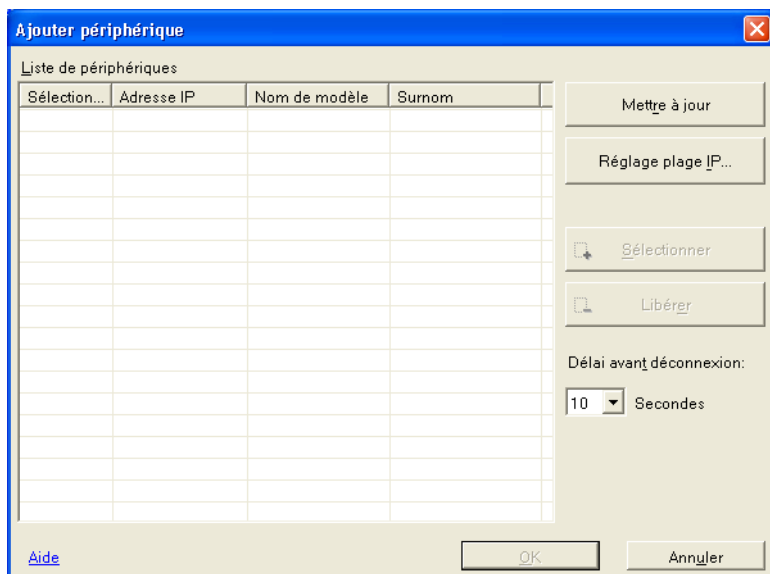 Ajouter périphérique
Liste de périphériques
Sélection... Adresse IP Nom de modèle Surnom
Mettre à jour
Réglage plage IP...
Sélectionner
Libérer
Délai avant déconnexion:
10 Secondes
Aide OK Annuler